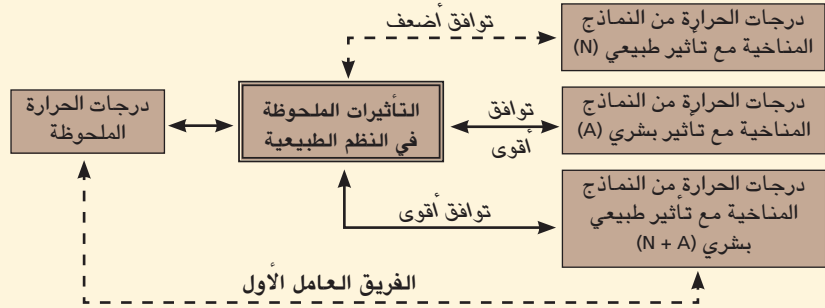 درجات الحرارة من النماذج
المناخية مع تأثير طبيعي (N)
توافق أضعف
درجات الحرارة من النماذج
المناخية مع تأثير بشري (A)
توافق
أقوى
التأثيرات الملحوظة
في النظم الطبيعية
درجات الحرارة
الملحوظة
درجات الحرارة من النماذج
المناخية مع تأثير طبيعي
بشري (N + A)
توافق أقوى
الفريق العامل الأول